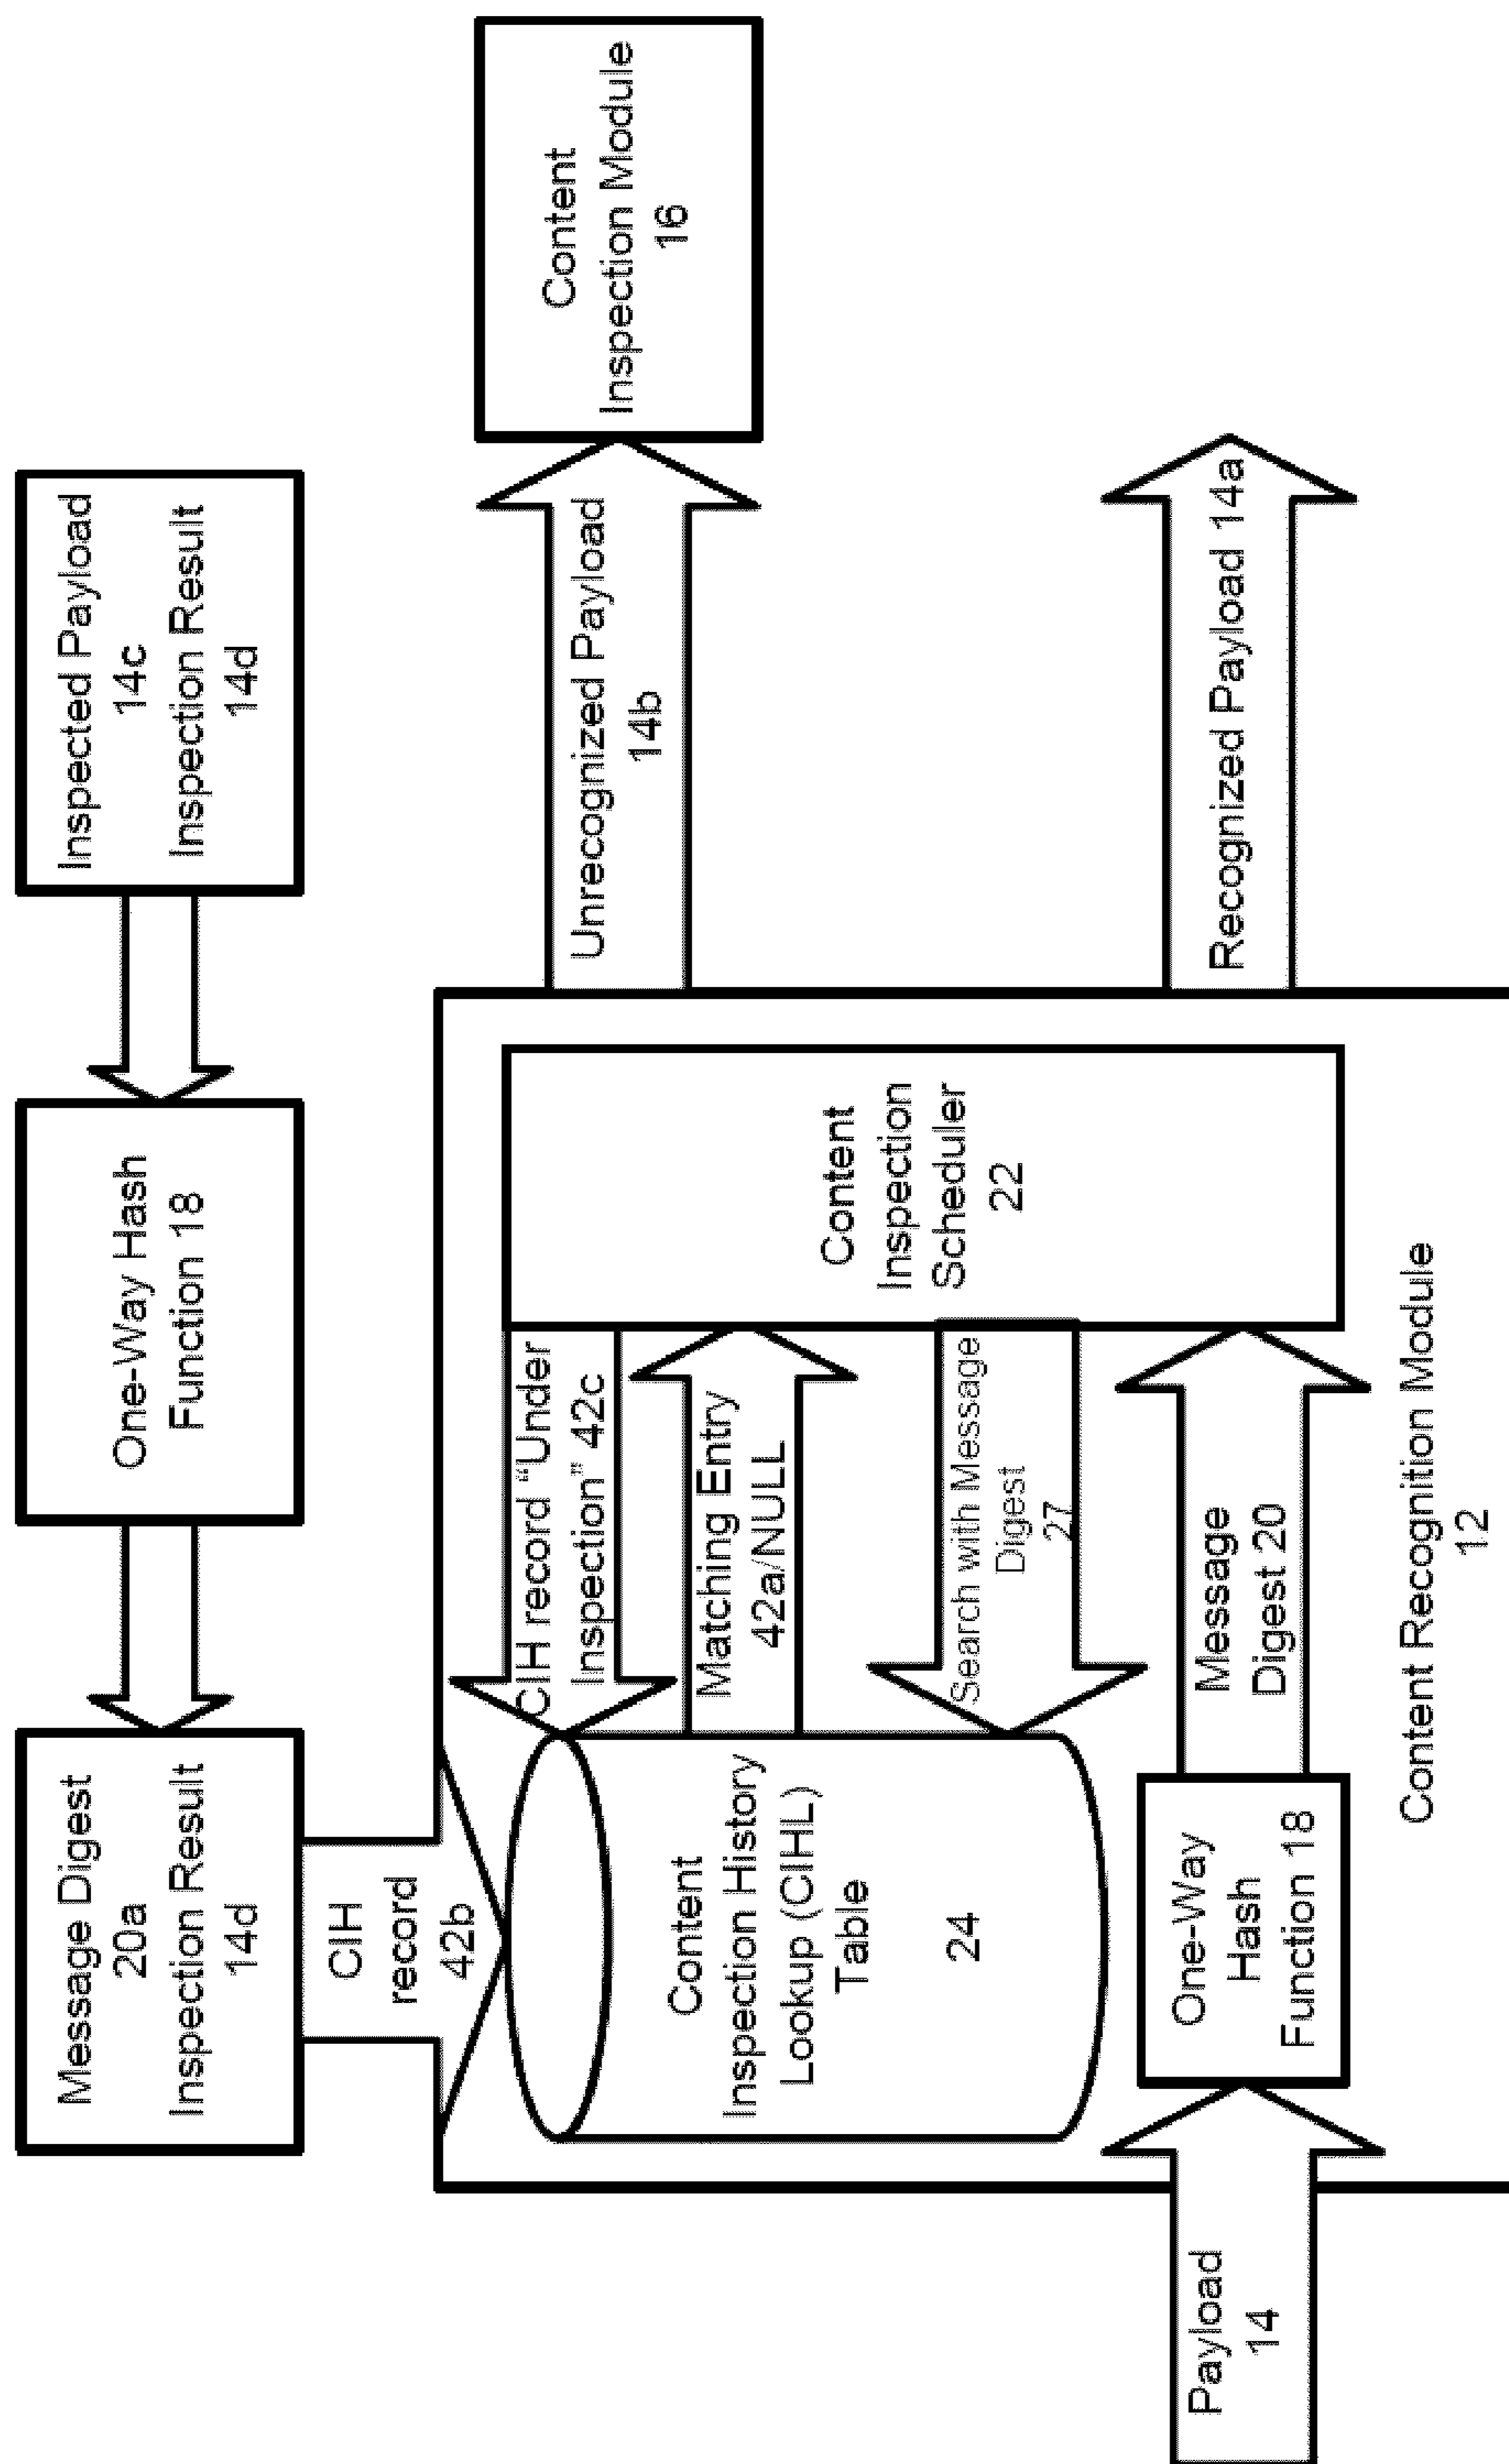 Message Digest
20a
Inspection Result
14d
One-Way Hash
Function 18
Inspected Payload
14c
Inspection Result
14d
CIH
record
42b
CIH record “Under
Inspection” 42c
Matching Entry
42a/NULL
Search with Message
Digest
27
Content
Inspection History
Lookup (CIHL)
Table
24
Content
Inspection
Scheduler
22
Unrecognized Payload
14b
Content
Inspection Module
16
Payload
14
One-Way
Hash
Function 18
Message
Digest 20
Recognized Payload 14a
Content Recognition Module
12